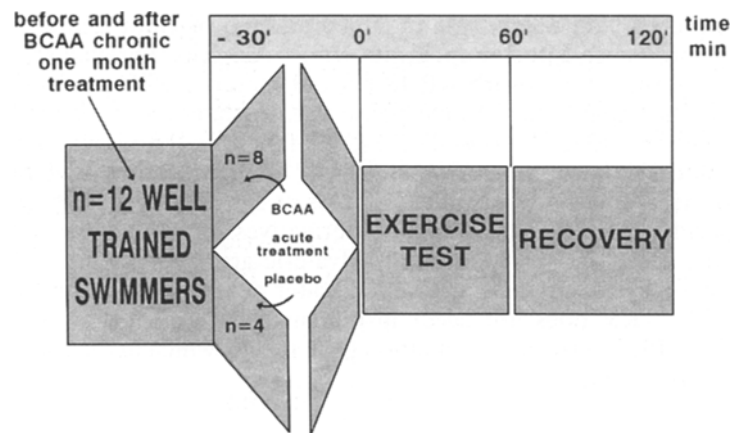 before and after
BCAA chronic
one month
treatment
- 30' 0' 60' 120'
time
min
n=12 WELL
TRAINED
SWIMMERS
n=8
BCAA
acute
treatment
placebo
n=4
EXERCISE
TEST
RECOVERY